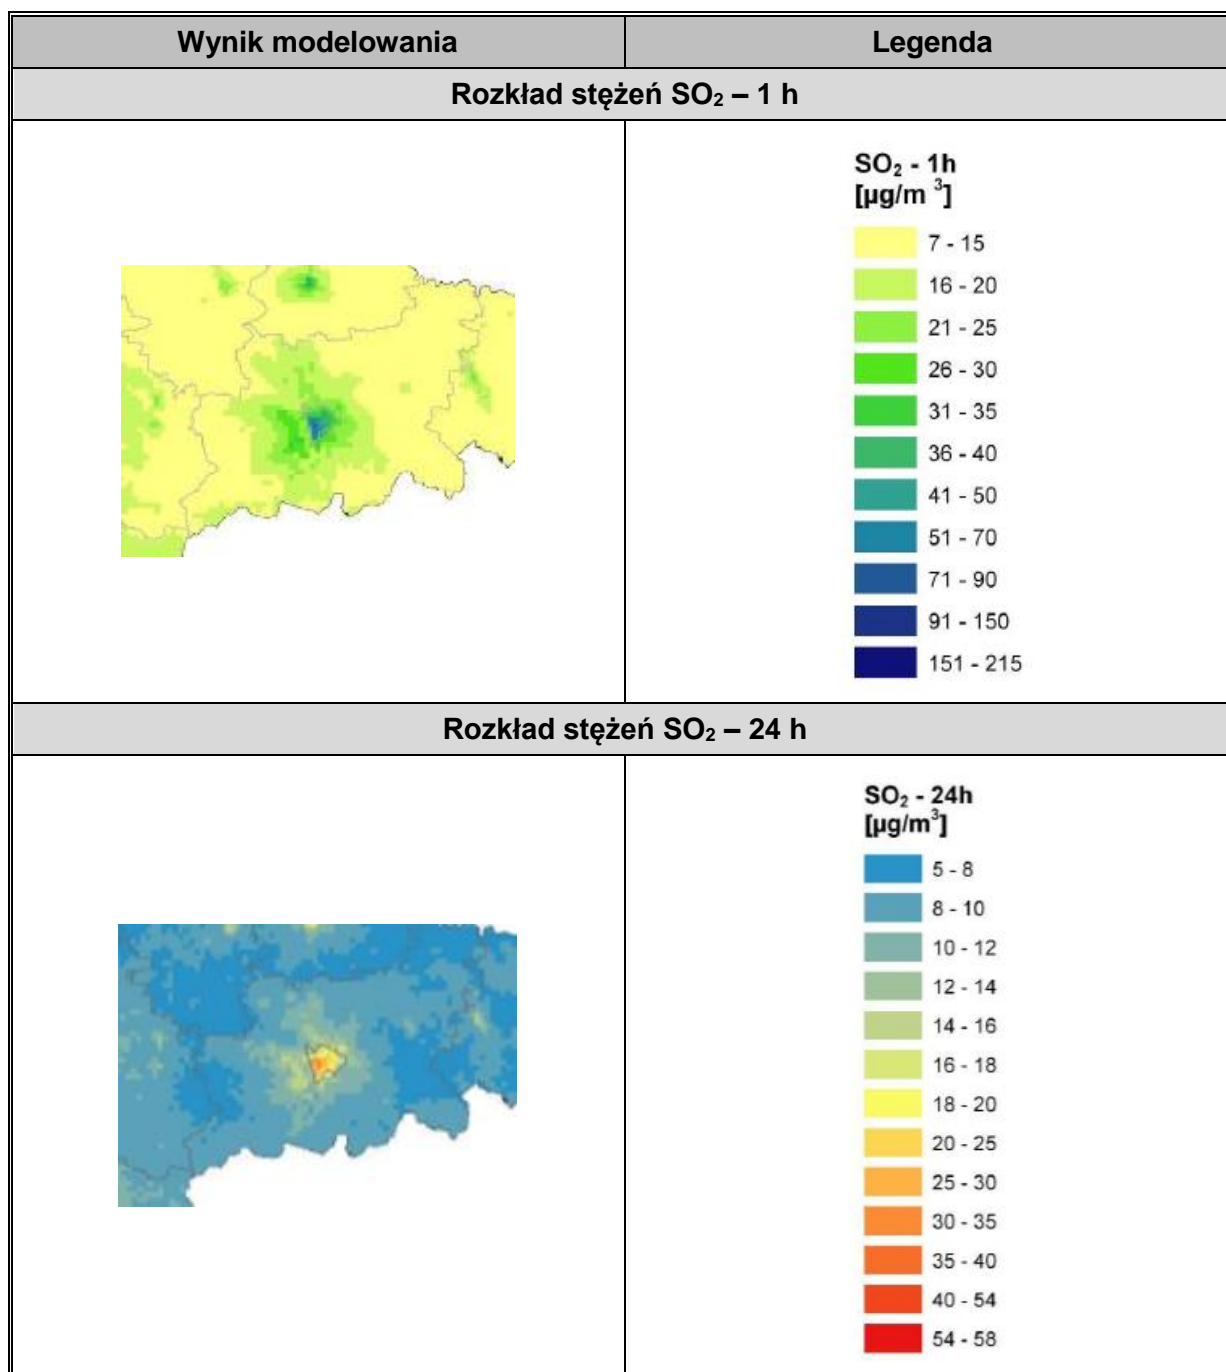 Wynik modelowania
Legenda
Rozkład stężeń SO₂ – 1 h
SO₂ - 1h
[µg/m ³]
7 - 15
16 - 20
21 - 25
26 - 30
31 - 35
36 - 40
41 - 50
51 - 70
71 - 90
91 - 150
151 - 215
Rozkład stężeń SO₂ – 24 h
SO₂ - 24h
[µg/m³]
5 - 8
8 - 10
10 - 12
12 - 14
14 - 16
16 - 18
18 - 20
20 - 25
25 - 30
30 - 35
35 - 40
40 - 54
54 - 58